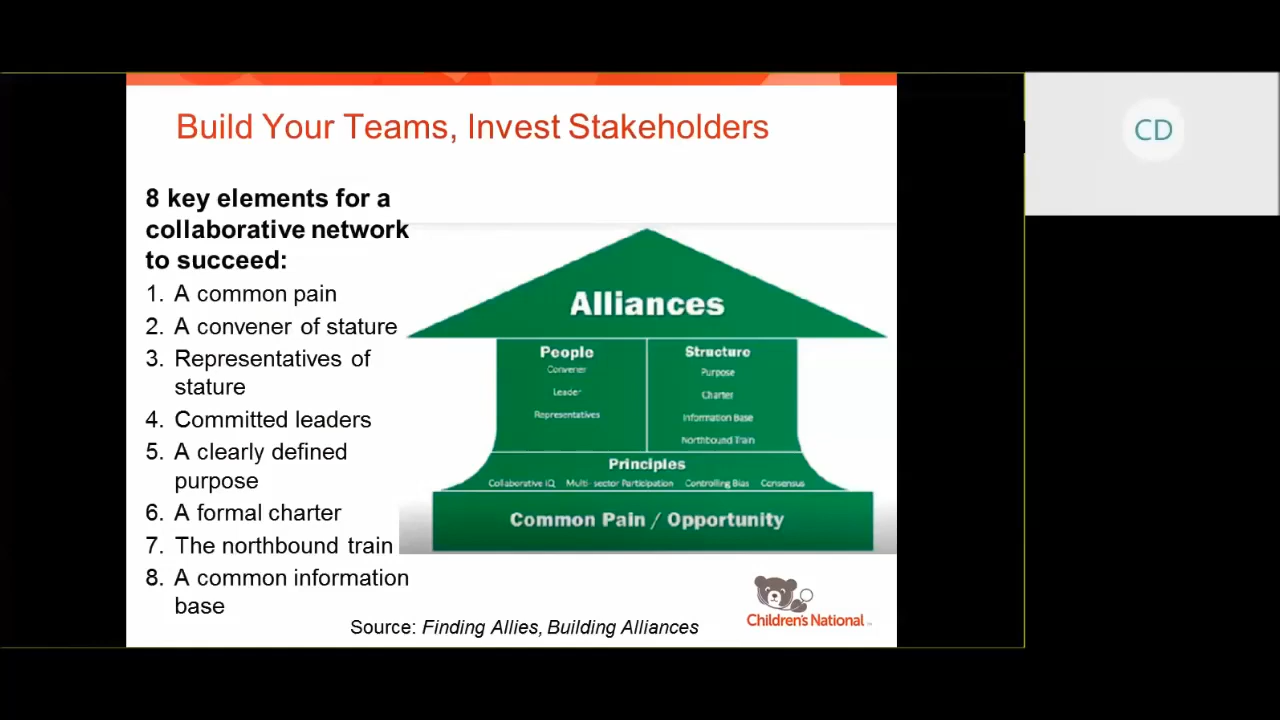 Build Your Teams, Invest Stakeholders
8 key elements for a
collaborative network
to succeed:
1. A common pain
2. A convener of stature
3. Representatives of
stature
4. Committed leaders
5. A clearly defined
purpose
6. A formal charter
7. The northbound train
8. A common information
base
Alliances
People
Convener
Leader
Representatives
Structure
Purpose
Charter
Information Base
Northbound Train
Principles
Collaborative IQ Multi-sector Participation Controlling Bias Consensus
Common Pain / Opportunity
Source: Finding Allies, Building Alliances
Children's National
CD